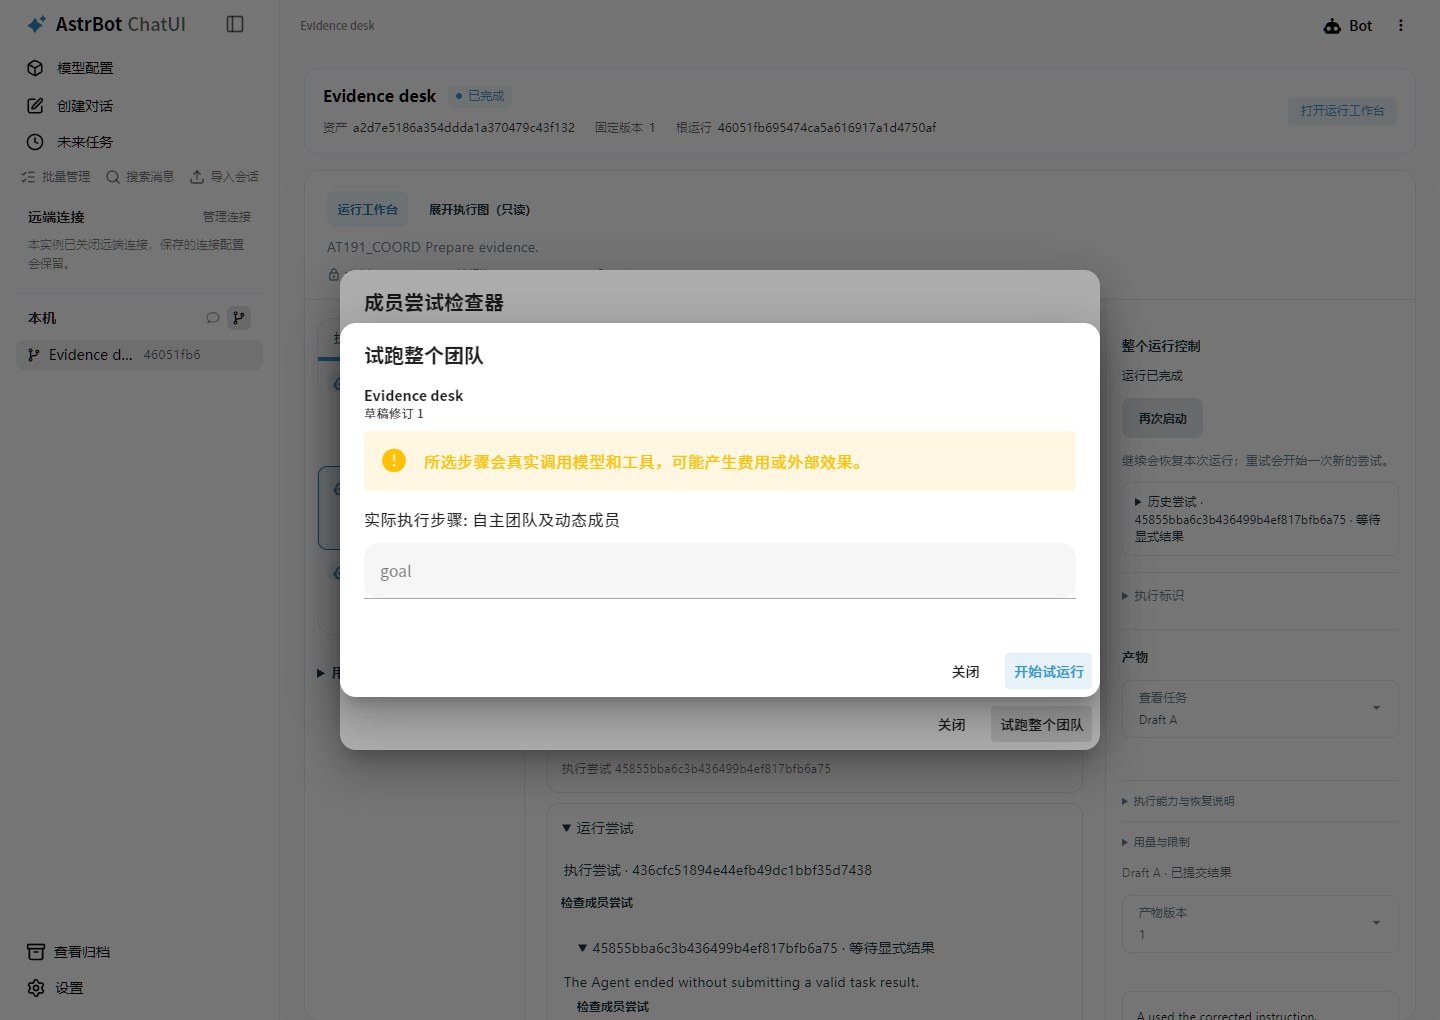 AstrBot ChatUI
模型配置
创建对话
未来任务
批量管理 搜索消息 导入会话
远端连接 管理连接
本实例已关闭远端连接，保存的连接配置
会保留。
本机
Evidence d... 46051fb6
查看归档
设置
Evidence desk
Bot
Evidence desk 已完成
资产 a2d7e5186a354ddda1a370479c43f132 固定版本 1 根运行 46051fb695474ca5a616917a1d4750af
打开运行工作台
运行工作台 展开执行图（只读）
AT191_COORD Prepare evidence.
成员尝试检查器
试跑整个团队
Evidence desk
草稿修订 1
所选步骤会真实调用模型和工具，可能产生费用或外部效果。
实际执行步骤: 自主团队及动态成员
goal
关闭 开始试运行
关闭 试跑整个团队
执行尝试 45855bba6c3b436499b4ef817bfb6a75
运行尝试
执行尝试 · 436cfc51894e44efb49dc1bbf35d7438
检查成员尝试
45855bba6c3b436499b4ef817bfb6a75 · 等待显式结果
The Agent ended without submitting a valid task result.
检查成员尝试
整个运行控制
运行已完成
再次启动
继续会恢复本次运行；重试会开始一次新的尝试。
历史尝试 ·
45855bba6c3b436499b4ef817bfb6a75 · 等待
显式结果
执行标识
产物
查看任务
Draft A
执行能力与恢复说明
用量与限制
Draft A · 已提交结果
产物版本
1
A used the corrected instruction.